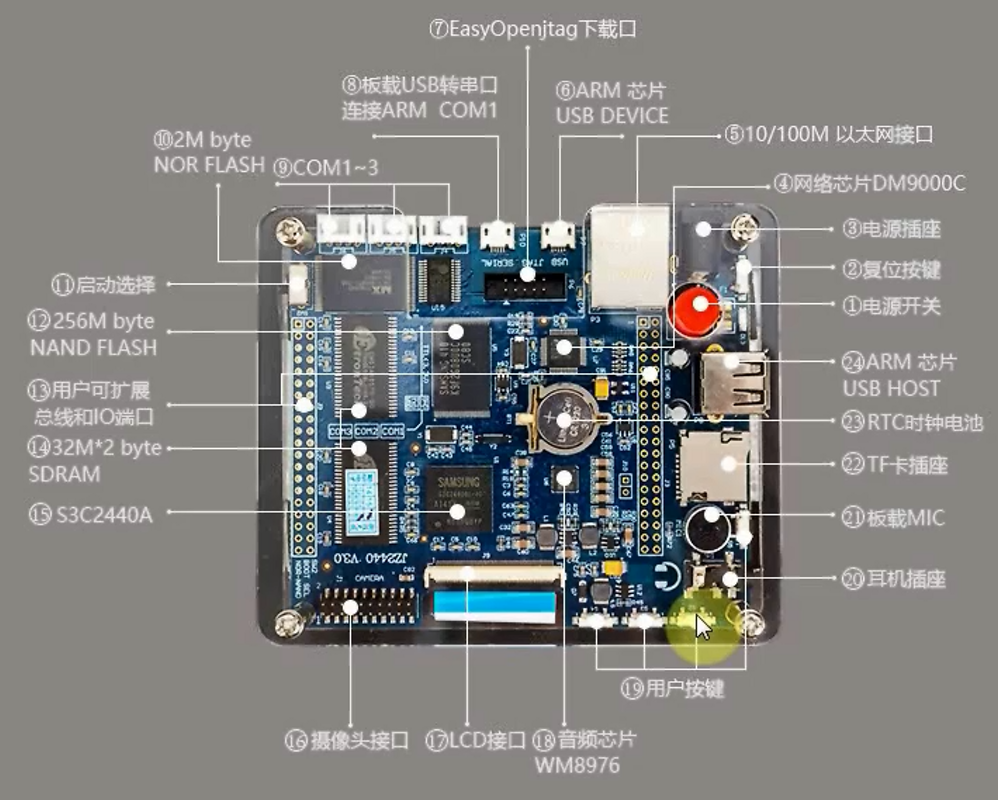 ⑦EasyOpenjtag下载口
⑧板载USB转串口
连接ARM COM1
⑥ARM 芯片
USB DEVICE
⑤10/100M 以太网接口
⑩2M byte
NOR FLASH
⑨COM1~3
④网络芯片DM9000C
③电源插座
②复位按键
①电源开关
⑪启动选择
⑫256M byte
NAND FLASH
⑬用户可扩展
总线和IO端口
⑭32M*2 byte
SDRAM
⑮S3C2440A
㉔ARM 芯片
USB HOST
㉓RTC时钟电池
㉒TF卡插座
㉑板载MIC
⑳耳机插座
⑲用户按键
⑯摄像头接口
⑰LCD接口
⑱音频芯片
WM8976
SERIAL
JTAG
USB
COM3
COM2
COM1
SAMSUNG
JZ2440 V3.0